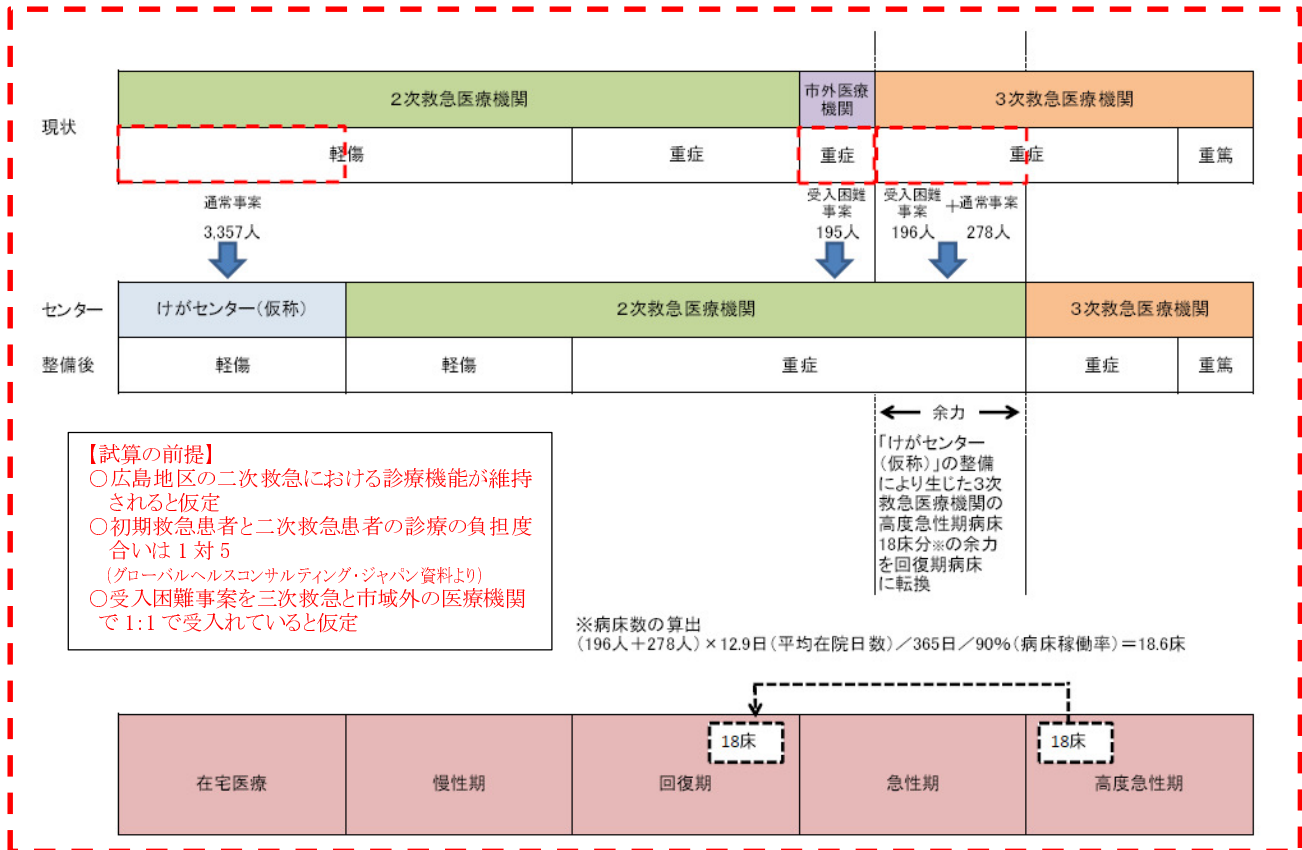 2次救急医療機関
市外医療
機関
3次救急医療機関
現状
軽傷
重症
重症
重症
重篤
通常事案
3,357人
受入困難
事案
195人
受入困難
事案
196人
+通常事案
278人
センター
けがセンター(仮称)
2次救急医療機関
3次救急医療機関
整備後
軽傷
軽傷
重症
重症
重篤
余力
「けがセンター
(仮称)」の整備
により生じた3次
救急医療機関の
高度急性期病床
18床分※の余力
を回復期病床
に転換
【試算の前提】
○広島地区の二次救急における診療機能が維持
されると仮定
○初期救急患者と二次救急患者の診療の負担度
合いは1対5
(グローバルヘルスコンサルティング・ジャパン資料より)
○受入困難事案を三次救急と市域外の医療機関
で1:1で受入れていると仮定
※病床数の算出
(196人+278人)×12.9日(平均在院日数)/365日/90%(病床稼働率)=18.6床
18床
18床
在宅医療
慢性期
回復期
急性期
高度急性期